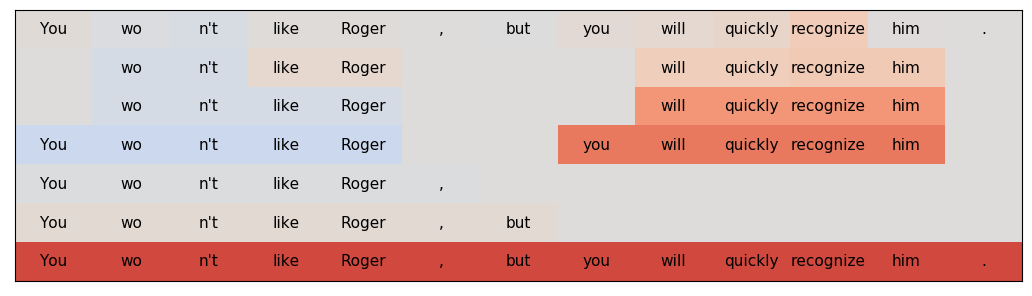 You wo n't like Roger , but you will quickly recognize him .
wo n't like Roger will quickly recognize him
wo n't like Roger will quickly recognize him
You wo n't like Roger you will quickly recognize him
You wo n't like Roger ,
You wo n't like Roger , but
You wo n't like Roger , but you will quickly recognize him .